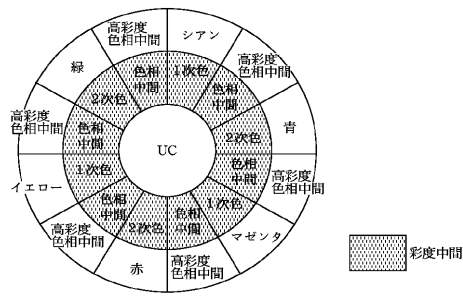 高彩度
色相中間
シアン
高彩度
色相中間
青
高彩度
色相中間
マゼンタ
高彩度
色相中間
赤
高彩度
色相中間
イエロー
高彩度
色相中間
緑
色相
中間
1次色
色相
中間
2次色
色相
中間
1次色
色相
中間
2次色
色相
中間
1次色
色相
中間
2次色
UC
彩度中間